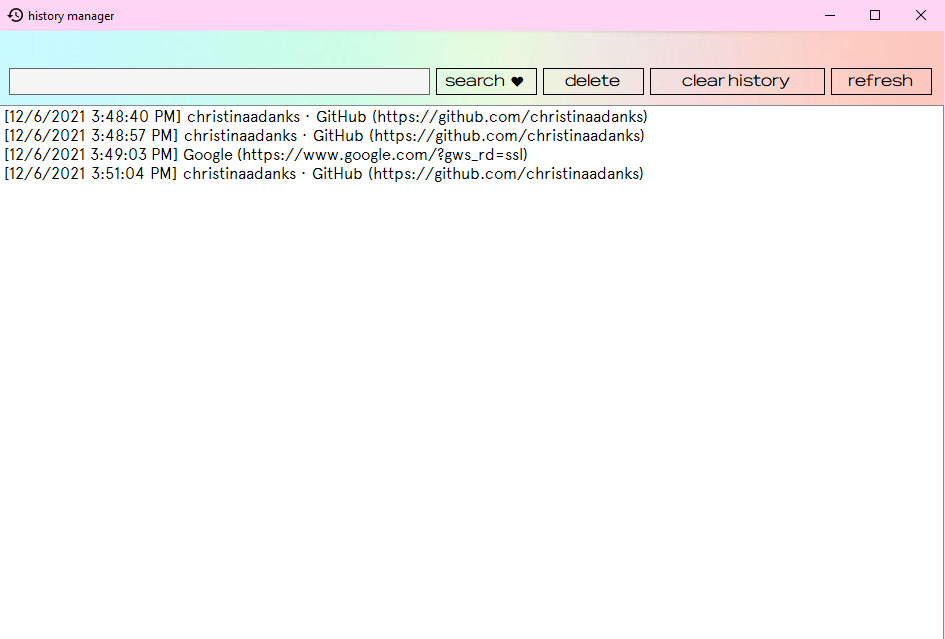 history manager
search ♥ delete clear history refresh
[12/6/2021 3:48:40 PM] christinaadanks · GitHub (https://github.com/christinaadanks)
[12/6/2021 3:48:57 PM] christinaadanks · GitHub (https://github.com/christinaadanks)
[12/6/2021 3:49:03 PM] Google (https://www.google.com/?gws_rd=ssl)
[12/6/2021 3:51:04 PM] christinaadanks · GitHub (https://github.com/christinaadanks)